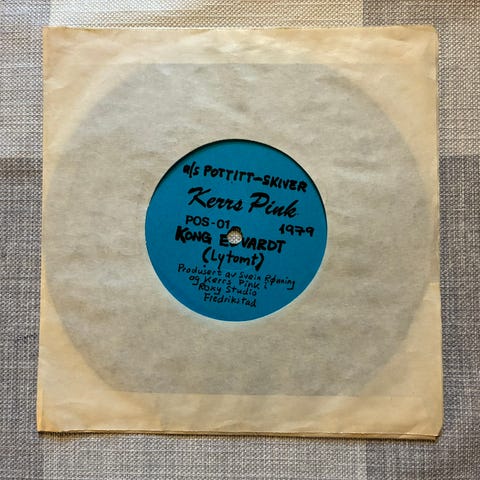 a/s POTTITT-SKIVER
Kerrs Pink
POS-01 1979
KONG EDVARDT
(Lytomt)
Produsert av Svein Rønning
og Kerrs Pink i
Roxy Studio
Fredrikstad